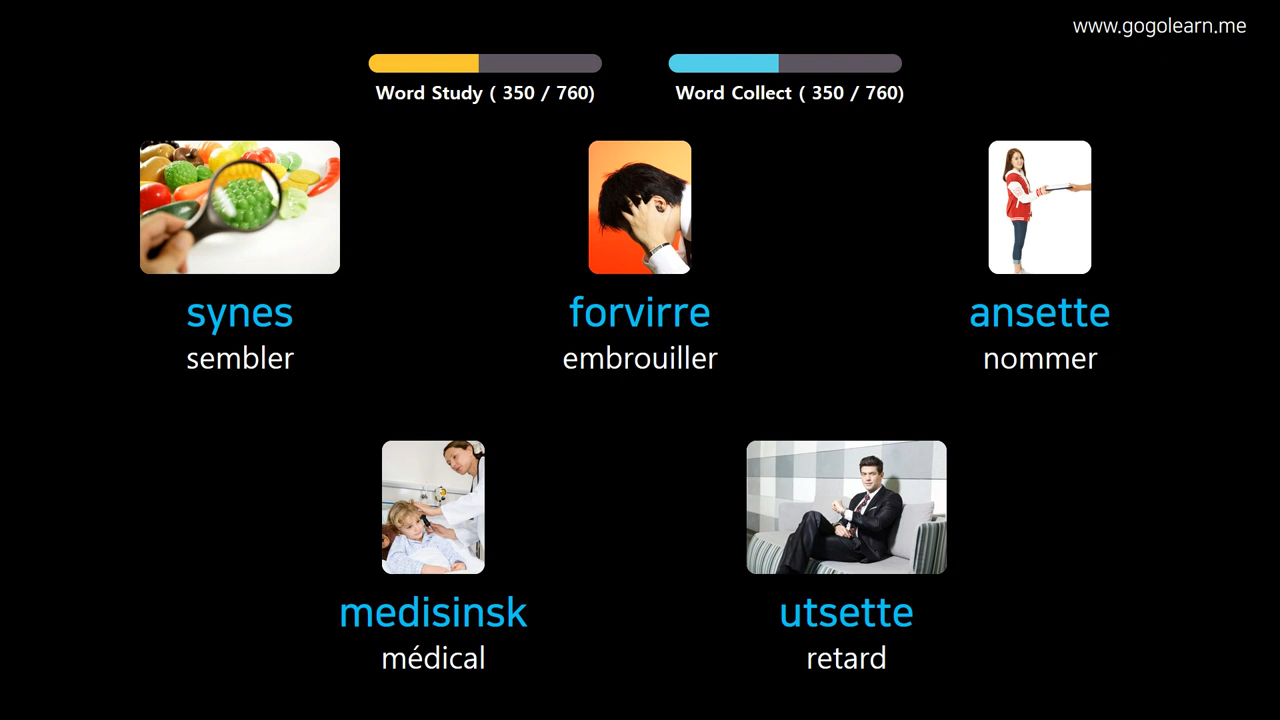 www.gogolearn.me
Word Study ( 350 / 760)
Word Collect ( 350 / 760)
synes
sembler
forvirre
embrouiller
ansette
nommer
medisinsk
médical
utsette
retard